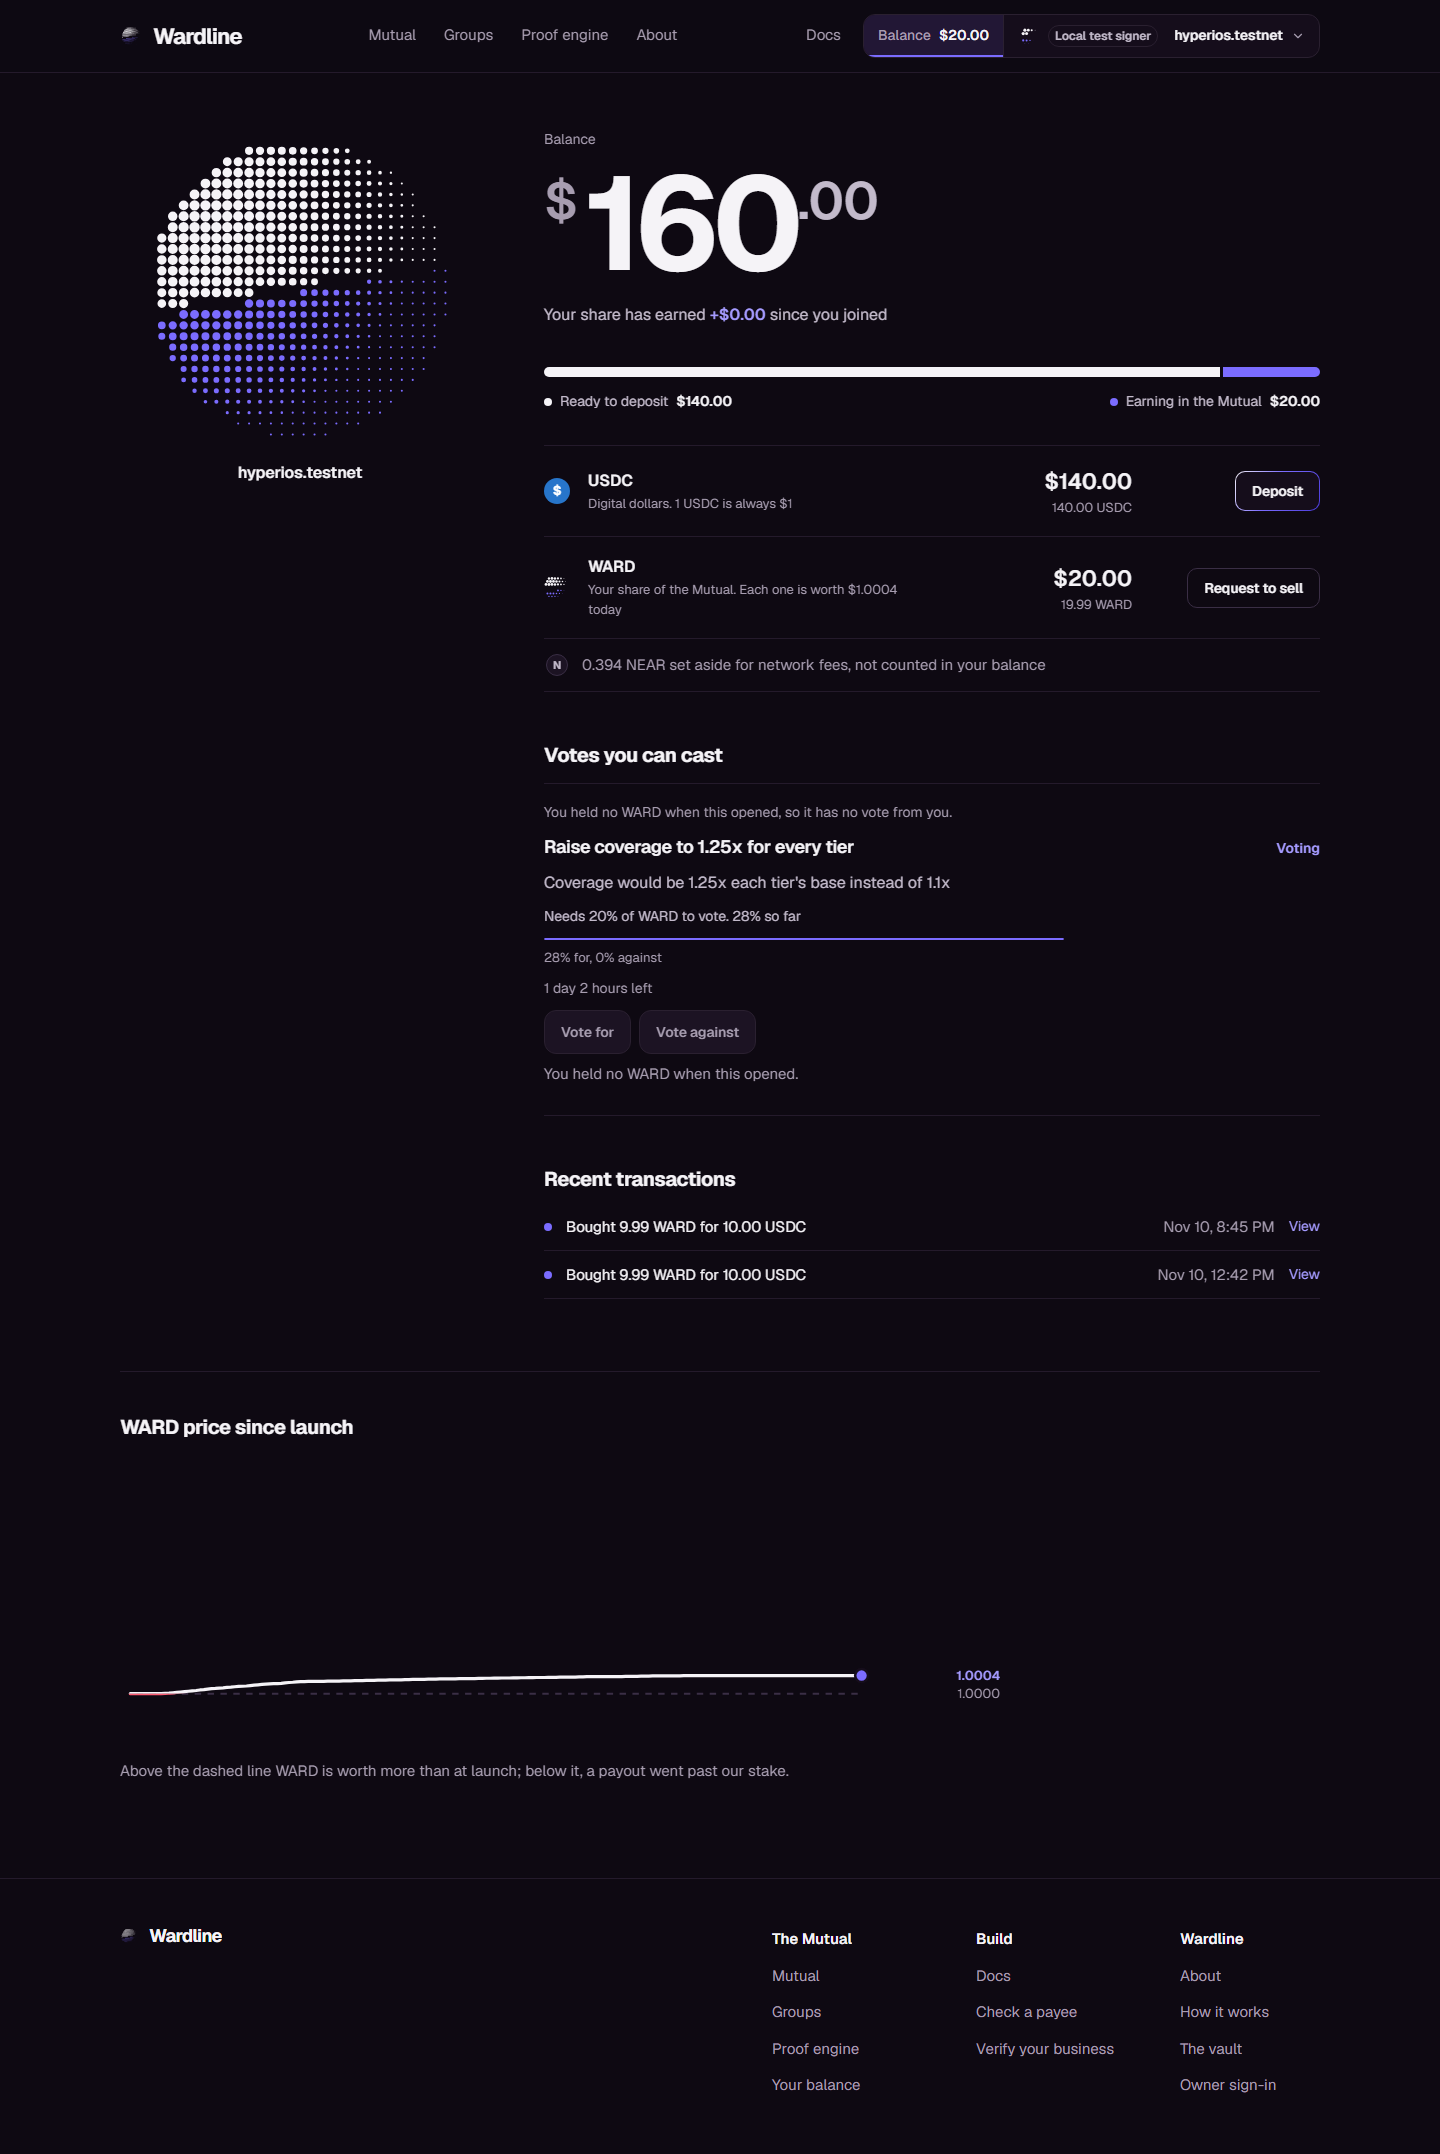 Wardline
Mutual
Groups
Proof engine
About
Docs
Balance $20.00
Local test signer
hyperios.testnet
hyperios.testnet
Balance
$160.00
Your share has earned +$0.00 since you joined
Ready to deposit $140.00
Earning in the Mutual $20.00
$
USDC
Digital dollars. 1 USDC is always $1
$140.00
140.00 USDC
Deposit
WARD
Your share of the Mutual. Each one is worth $1.0004
today
$20.00
19.99 WARD
Request to sell
N
0.394 NEAR set aside for network fees, not counted in your balance
Votes you can cast
You held no WARD when this opened, so it has no vote from you.
Raise coverage to 1.25x for every tier
Voting
Coverage would be 1.25x each tier's base instead of 1.1x
Needs 20% of WARD to vote. 28% so far
28% for, 0% against
1 day 2 hours left
Vote for
Vote against
You held no WARD when this opened.
Recent transactions
Bought 9.99 WARD for 10.00 USDC
Nov 10, 8:45 PM
View
Bought 9.99 WARD for 10.00 USDC
Nov 10, 12:42 PM
View
WARD price since launch
1.0004
1.0000
Above the dashed line WARD is worth more than at launch; below it, a payout went past our stake.
Wardline
The Mutual
Mutual
Groups
Proof engine
Your balance
Build
Docs
Check a payee
Verify your business
Wardline
About
How it works
The vault
Owner sign-in